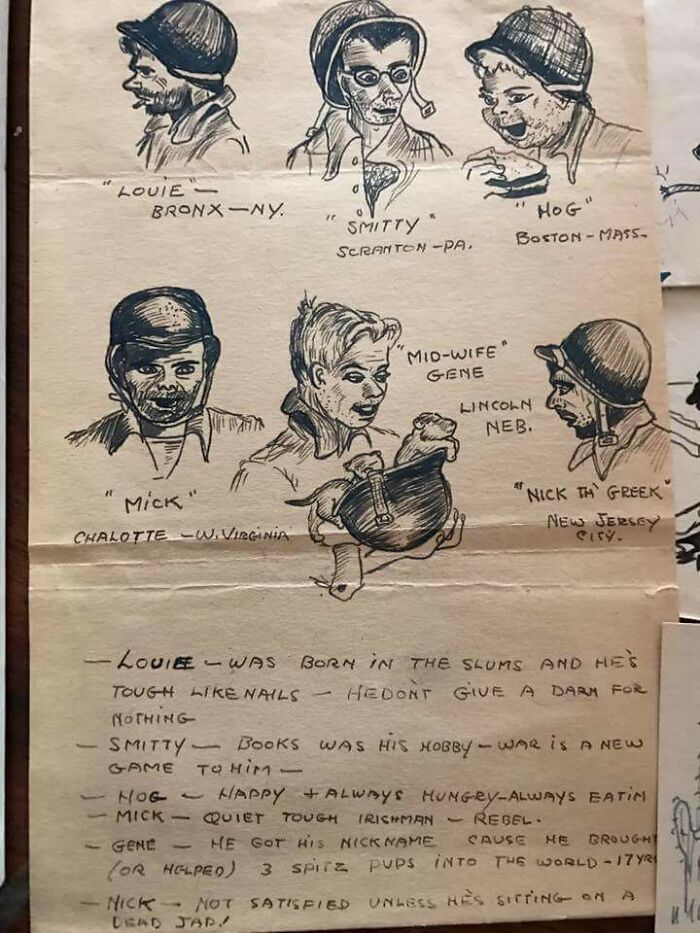 "LOUIE" —
BRONX — NY.
"SMITTY"
SCRANTON - PA.
"HOG"
BOSTON - MASS-
"MICK"
CHALOTTE - W. VIRGINIA
"MID-WIFE"
GENE
LINCOLN
NEB.
"NICK TH' GREEK"
NEW JERSEY
CITY.
— LOUIE — WAS BORN IN THE SLUMS AND HE'S
TOUGH LIKE NAILS — HE DON'T GIVE A DARN FOR
NOTHING
— SMITTY — BOOKS WAS HIS HOBBY — WAR IS A NEW
GAME TO HIM —
— HOG — HAPPY + ALWAYS HUNGRY - ALWAYS EATIN
— MICK — QUIET TOUGH IRISHMAN — REBEL.
— GENE — HE GOT HIS NICKNAME CAUSE HE BROUGHT
(OR HELPED) 3 SPITZ PUPS INTO THE WORLD - 17 YR
— NICK — NOT SATISFIED UNLESS HE'S SITTING ON A
DEAD JAP!